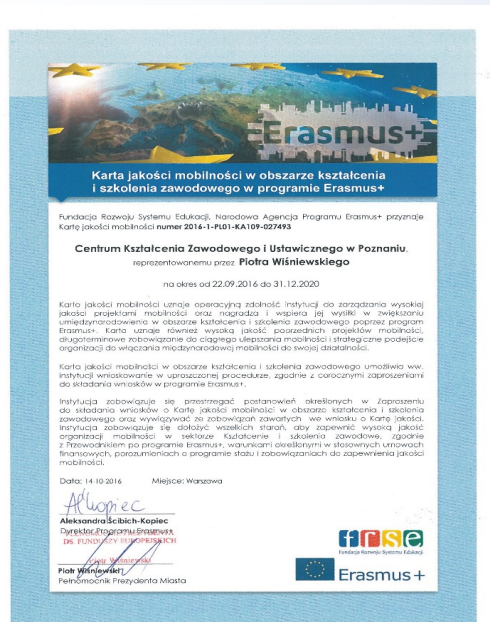 Erasmus+
Karta jakości mobilności w obszarze kształcenia
i szkolenia zawodowego w programie Erasmus+
Fundacja Rozwoju Systemu Edukacji, Narodowa Agencja Programu Erasmus+ przyznaje
Kartę jakości mobilności numer 2016-1-PL01-KA109-027493
Centrum Kształcenia Zawodowego i Ustawicznego w Poznaniu,
reprezentowanemu przez Piotra Wiśniewskiego
na okres od 22.09.2016 do 31.12.2020
Karta jakości mobilności uznaje operacyjną zdolność instytucji do zarządzania wysokiej
jakości projektami mobilności oraz nagradza i wspiera jej wysiłki w zwiększaniu
umiędzynarodowienia w obszarze kształcenia i szkolenia zawodowego poprzez program
Erasmus+. Karta uznaje również wysoką jakość poprzednich projektów mobilności,
długoterminowe zobowiązanie do ciągłego ulepszania mobilności i strategiczne podejście
organizacji do włączania międzynarodowej mobilności do swojej działalności.
Karta jakości mobilności w obszarze kształcenia i szkolenia zawodowego umożliwia ww.
instytucji wnioskowanie w uproszczonej procedurze, zgodnie z corocznymi zaproszeniami
do składania wniosków w programie Erasmus+.
Instytucja zobowiązuje się przestrzegać postanowień określonych w Zaproszeniu
do składania wniosków o Kartę jakości mobilności w obszarze kształcenia i szkolenia
zawodowego oraz wywiązywać ze zobowiązań zawartych we wniosku o Kartę jakości.
Instytucja zobowiązuje się dołożyć wszelkich starań, aby zapewnić wysoką jakość
organizacji mobilności w sektorze Kształcenie i szkolenia zawodowe, zgodnie
z Przewodnikiem po programie Erasmus+, warunkami określonymi w stosownych umowach
finansowych, porozumieniach o programie stażu i zobowiązaniach do zapewnienia jakości
mobilności.
Data: 14-10-2016 Miejsce: Warszawa
Aleksandra Ścibich-Kopiec
Dyrektor Programu Erasmus+
DS. FUNDUSZY EUROPEJSKICH
Piotr Wiśniewski
Piotr Wiśniewski
Pełnomocnik Prezydenta Miasta
frse
Fundacja Rozwoju Systemu Edukacji
Erasmus+